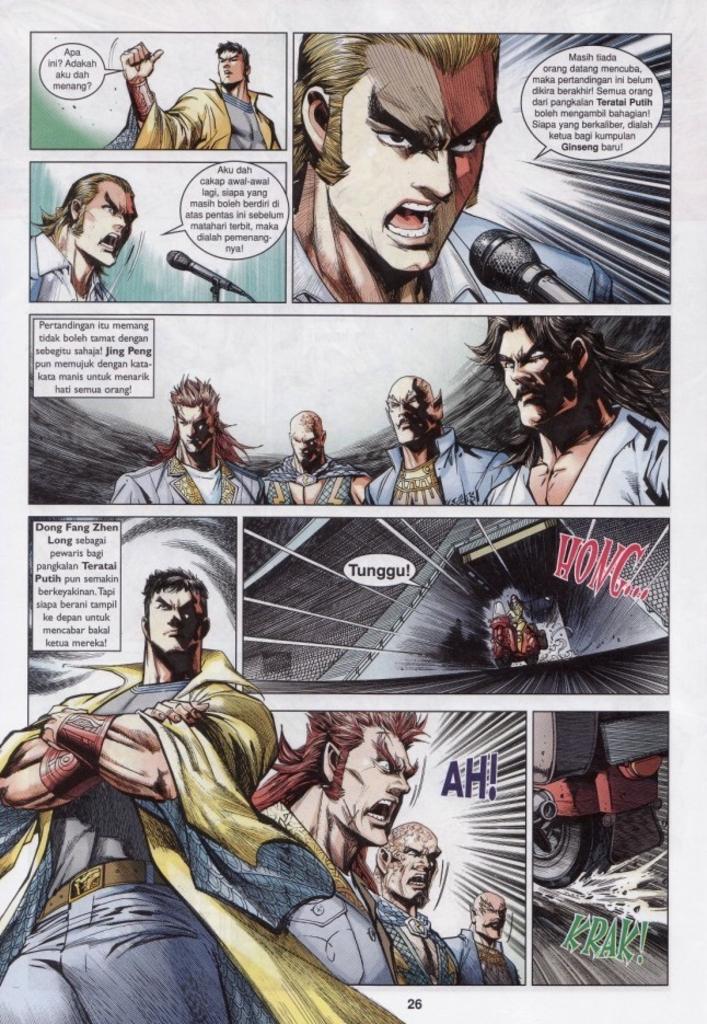 Apa
ini? Adakah
aku dah
menang?
Masih tiada
orang datang mencuba,
maka pertandingan ini belum
dikira berakhir! Semua orang
dari pangkalan Teratai Putih
boleh mengambil bahagian!
Siapa yang berkaliber, dialah
ketua bagi kumpulan
Ginseng baru!
Aku dah
cakap awal-awal
lagi, siapa yang
masih boleh berdiri di
atas pentas ini sebelum
matahari terbit, maka
dialah pemenang-
nya!
Pertandingan itu memang
tidak boleh tamat dengan
sebegitu sahaja! Jing Peng
pun memujuk dengan kata-
kata manis untuk menarik
hati semua orang!
Dong Fang Zhen
Long sebagai
pewaris bagi
pangkalan Teratai
Putih pun semakin
berkeyakinan. Tapi
siapa berani tampil
ke depan untuk
mencabar bakal
ketua mereka!
Tunggu!
HONG....
AH!
KRAK!
26